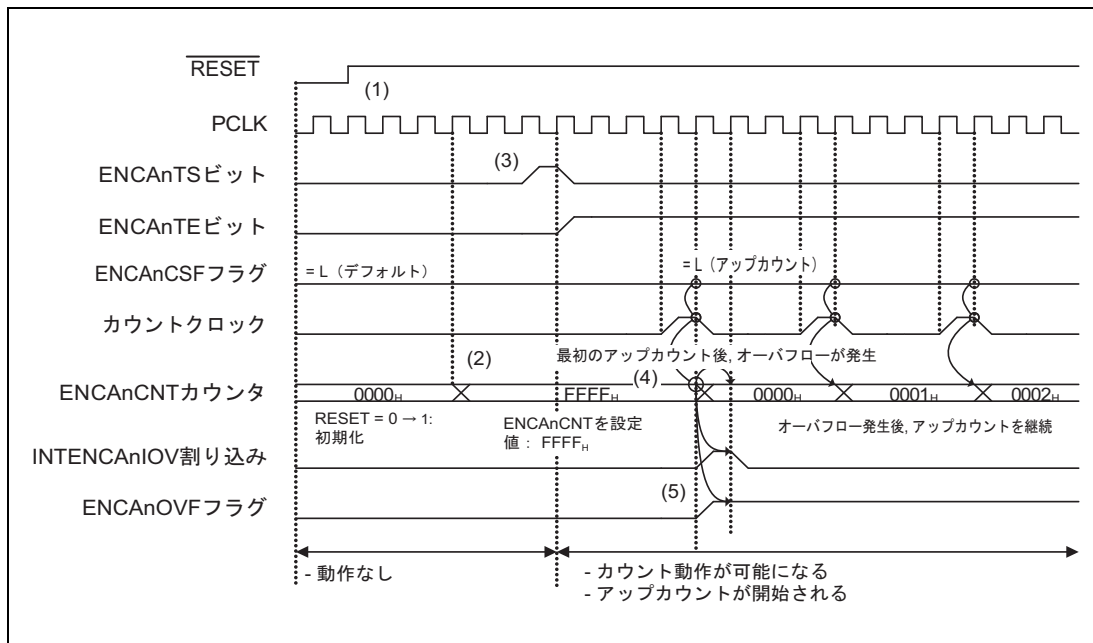 RESET
(1)
PCLK
(3)
ENCAnTSビット
ENCAnTEビット
ENCAnCSFフラグ
= L（デフォルト）
= L（アップカウント）
カウントクロック
(2)
最初のアップカウント後, オーバフローが発生
(4)
ENCAnCNTカウンタ
0000H
FFFFH
0000H
0001H
0002H
RESET = 0 → 1:
初期化
ENCAnCNTを設定
値： FFFFH
オーバフロー発生後, アップカウントを継続
INTENCAnIOV割り込み
(5)
ENCAnOVFフラグ
- 動作なし
- カウント動作が可能になる
- アップカウントが開始される